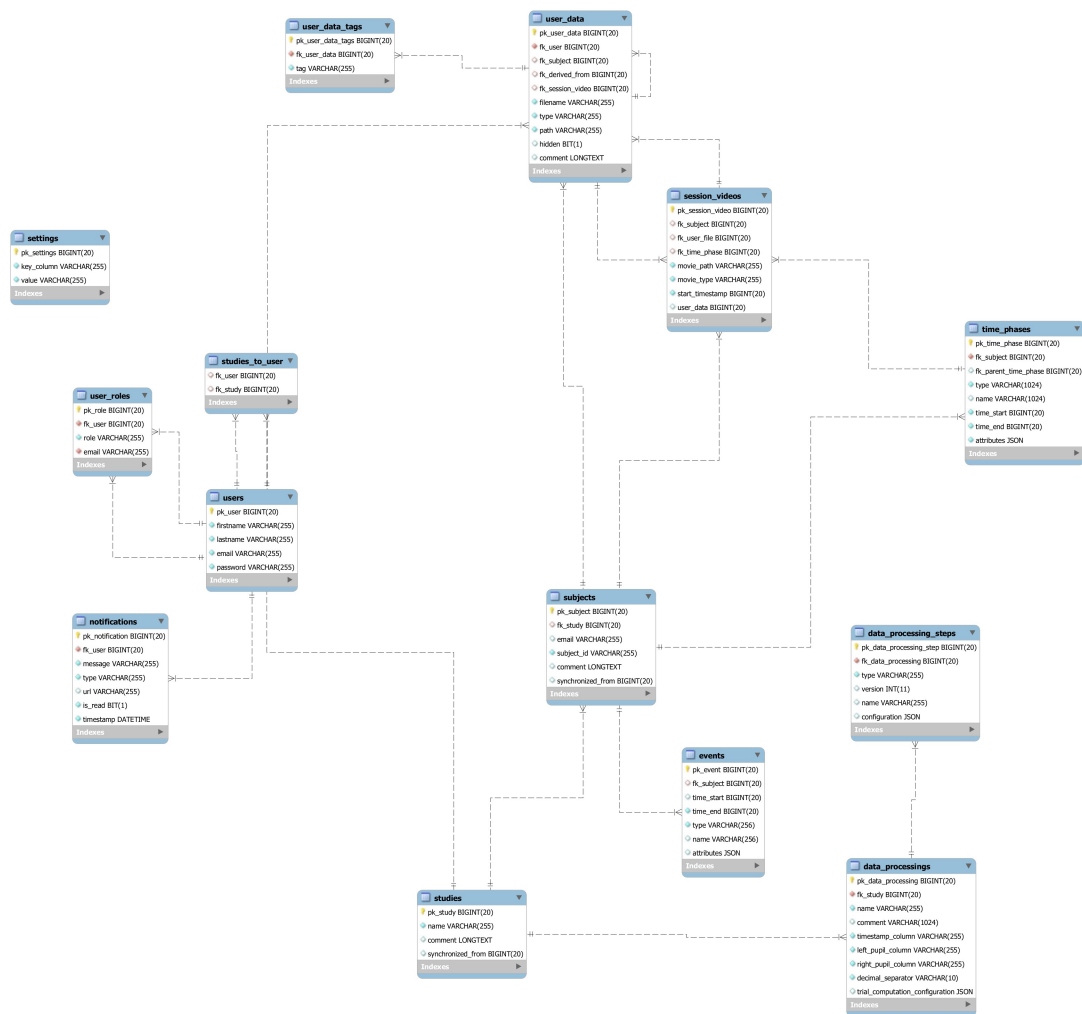 user_data_tags
pk_user_data_tags BIGINT(20)
fk_user_data BIGINT(20)
tag VARCHAR(255)
Indexes
user_data
pk_user_data BIGINT(20)
fk_user BIGINT(20)
fk_subject BIGINT(20)
fk_derived_from BIGINT(20)
fk_session_video BIGINT(20)
filename VARCHAR(255)
type VARCHAR(255)
path VARCHAR(255)
hidden BIT(1)
comment LONGTEXT
Indexes
session_videos
pk_session_video BIGINT(20)
fk_subject BIGINT(20)
fk_user_file BIGINT(20)
fk_time_phase BIGINT(20)
movie_path VARCHAR(255)
movie_type VARCHAR(255)
start_timestamp BIGINT(20)
user_data BIGINT(20)
Indexes
settings
pk_settings BIGINT(20)
key_column VARCHAR(255)
value VARCHAR(255)
Indexes
time_phases
pk_time_phase BIGINT(20)
fk_subject BIGINT(20)
fk_parent_time_phase BIGINT(20)
type VARCHAR(1024)
name VARCHAR(1024)
time_start BIGINT(20)
time_end BIGINT(20)
attributes JSON
Indexes
studies_to_user
fk_user BIGINT(20)
fk_study BIGINT(20)
Indexes
user_roles
pk_role BIGINT(20)
fk_user BIGINT(20)
role VARCHAR(255)
email VARCHAR(255)
Indexes
users
pk_user BIGINT(20)
firstname VARCHAR(255)
lastname VARCHAR(255)
email VARCHAR(255)
password VARCHAR(255)
Indexes
notifications
pk_notification BIGINT(20)
fk_user BIGINT(20)
message VARCHAR(255)
type VARCHAR(255)
url VARCHAR(255)
is_read BIT(1)
timestamp DATETIME
Indexes
subjects
pk_subject BIGINT(20)
fk_study BIGINT(20)
email VARCHAR(255)
subject_id VARCHAR(255)
comment LONGTEXT
synchronized_from BIGINT(20)
Indexes
data_processing_steps
pk_data_processing_step BIGINT(20)
fk_data_processing BIGINT(20)
type VARCHAR(255)
version INT(11)
name VARCHAR(255)
configuration JSON
Indexes
events
pk_event BIGINT(20)
fk_subject BIGINT(20)
time_start BIGINT(20)
time_end BIGINT(20)
type VARCHAR(256)
name VARCHAR(256)
attributes JSON
Indexes
studies
pk_study BIGINT(20)
name VARCHAR(255)
comment LONGTEXT
synchronized_from BIGINT(20)
Indexes
data_processings
pk_data_processing BIGINT(20)
fk_study BIGINT(20)
name VARCHAR(255)
comment VARCHAR(1024)
timestamp_column VARCHAR(255)
left_pupil_column VARCHAR(255)
right_pupil_column VARCHAR(255)
decimal_separator VARCHAR(10)
trial_computation_configuration JSON
Indexes